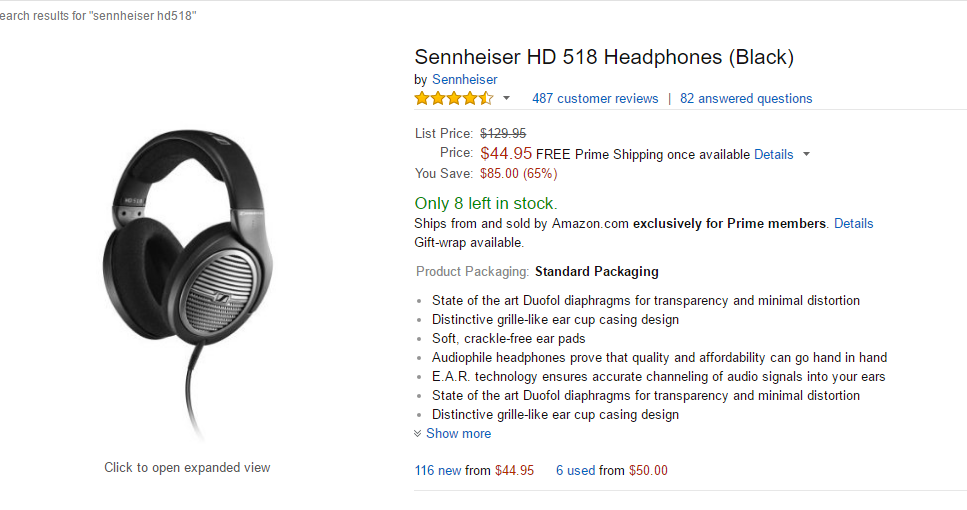 earch results for "sennheiser hd518"
Sennheiser HD 518 Headphones (Black)
by Sennheiser
487 customer reviews | 82 answered questions
List Price: $129.95
Price: $44.95 FREE Prime Shipping once available Details
You Save: $85.00 (65%)
Only 8 left in stock.
Ships from and sold by Amazon.com exclusively for Prime members. Details
Gift-wrap available.
Product Packaging: Standard Packaging
• State of the art Duofol diaphragms for transparency and minimal distortion
• Distinctive grille-like ear cup casing design
• Soft, crackle-free ear pads
• Audiophile headphones prove that quality and affordability can go hand in hand
• E.A.R. technology ensures accurate channeling of audio signals into your ears
• State of the art Duofol diaphragms for transparency and minimal distortion
• Distinctive grille-like ear cup casing design
Show more
116 new from $44.95 6 used from $50.00
HD 518
Click to open expanded view